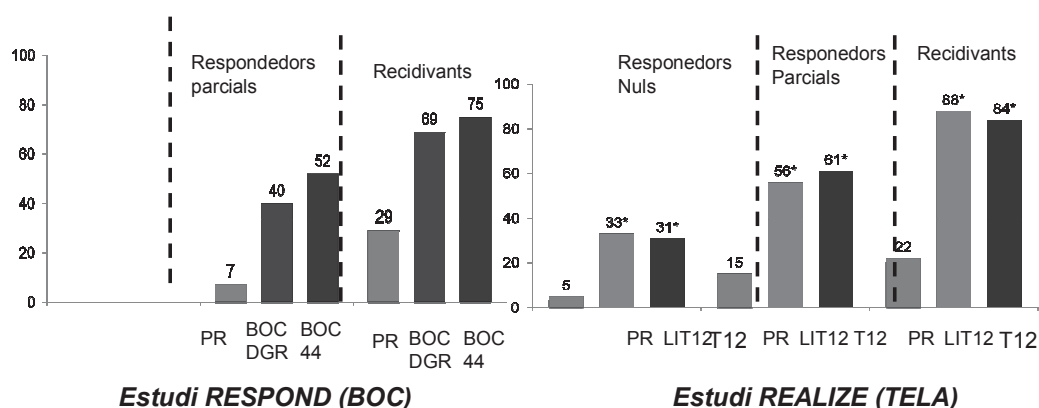 Respondedors
parcials
Recidivants
100
80
60
40
20
0
7
40
52
29
69
75
PR
BOC
DGR
BOC
44
PR
BOC
DGR
BOC
44
Estudi RESPOND (BOC)
Responedors
Nuls
Responedors
Parcials
Recidivants
100
80
60
40
20
0
5
33*
31*
15
56*
61*
22
88*
84*
PR LIT12 T12
PR LIT12 T12
PR LIT12 T12
Estudi REALIZE (TELA)